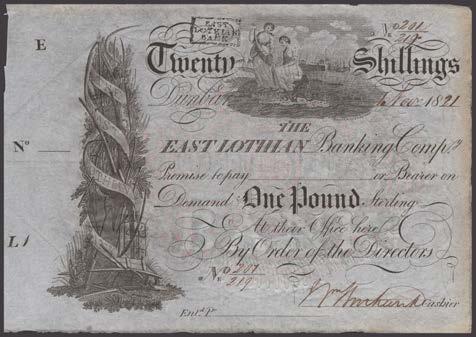 E
EAST
LOTHIAN
BANK
No 201
219
Twenty Shillings
Dunbar Novr. 1821
THE
No
EAST LOTHIAN Banking Compy.
Promise to pay or Bearer on
Demand One Pound Sterling
At their Office here
L1
By Order of the Directors
No 201
219
Cashier
Entd. Pr.